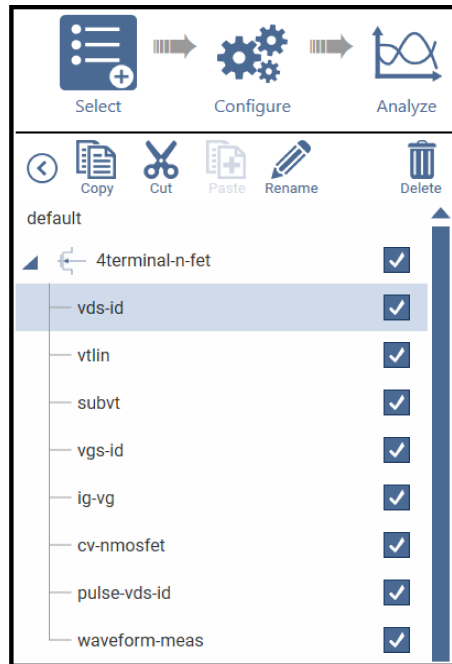 Select Configure Analyze
Copy Cut Paste Rename Delete
default
4terminal-n-fet
vds-id
vtlin
subvt
vgs-id
ig-vg
cv-nmosfet
pulse-vds-id
waveform-meas